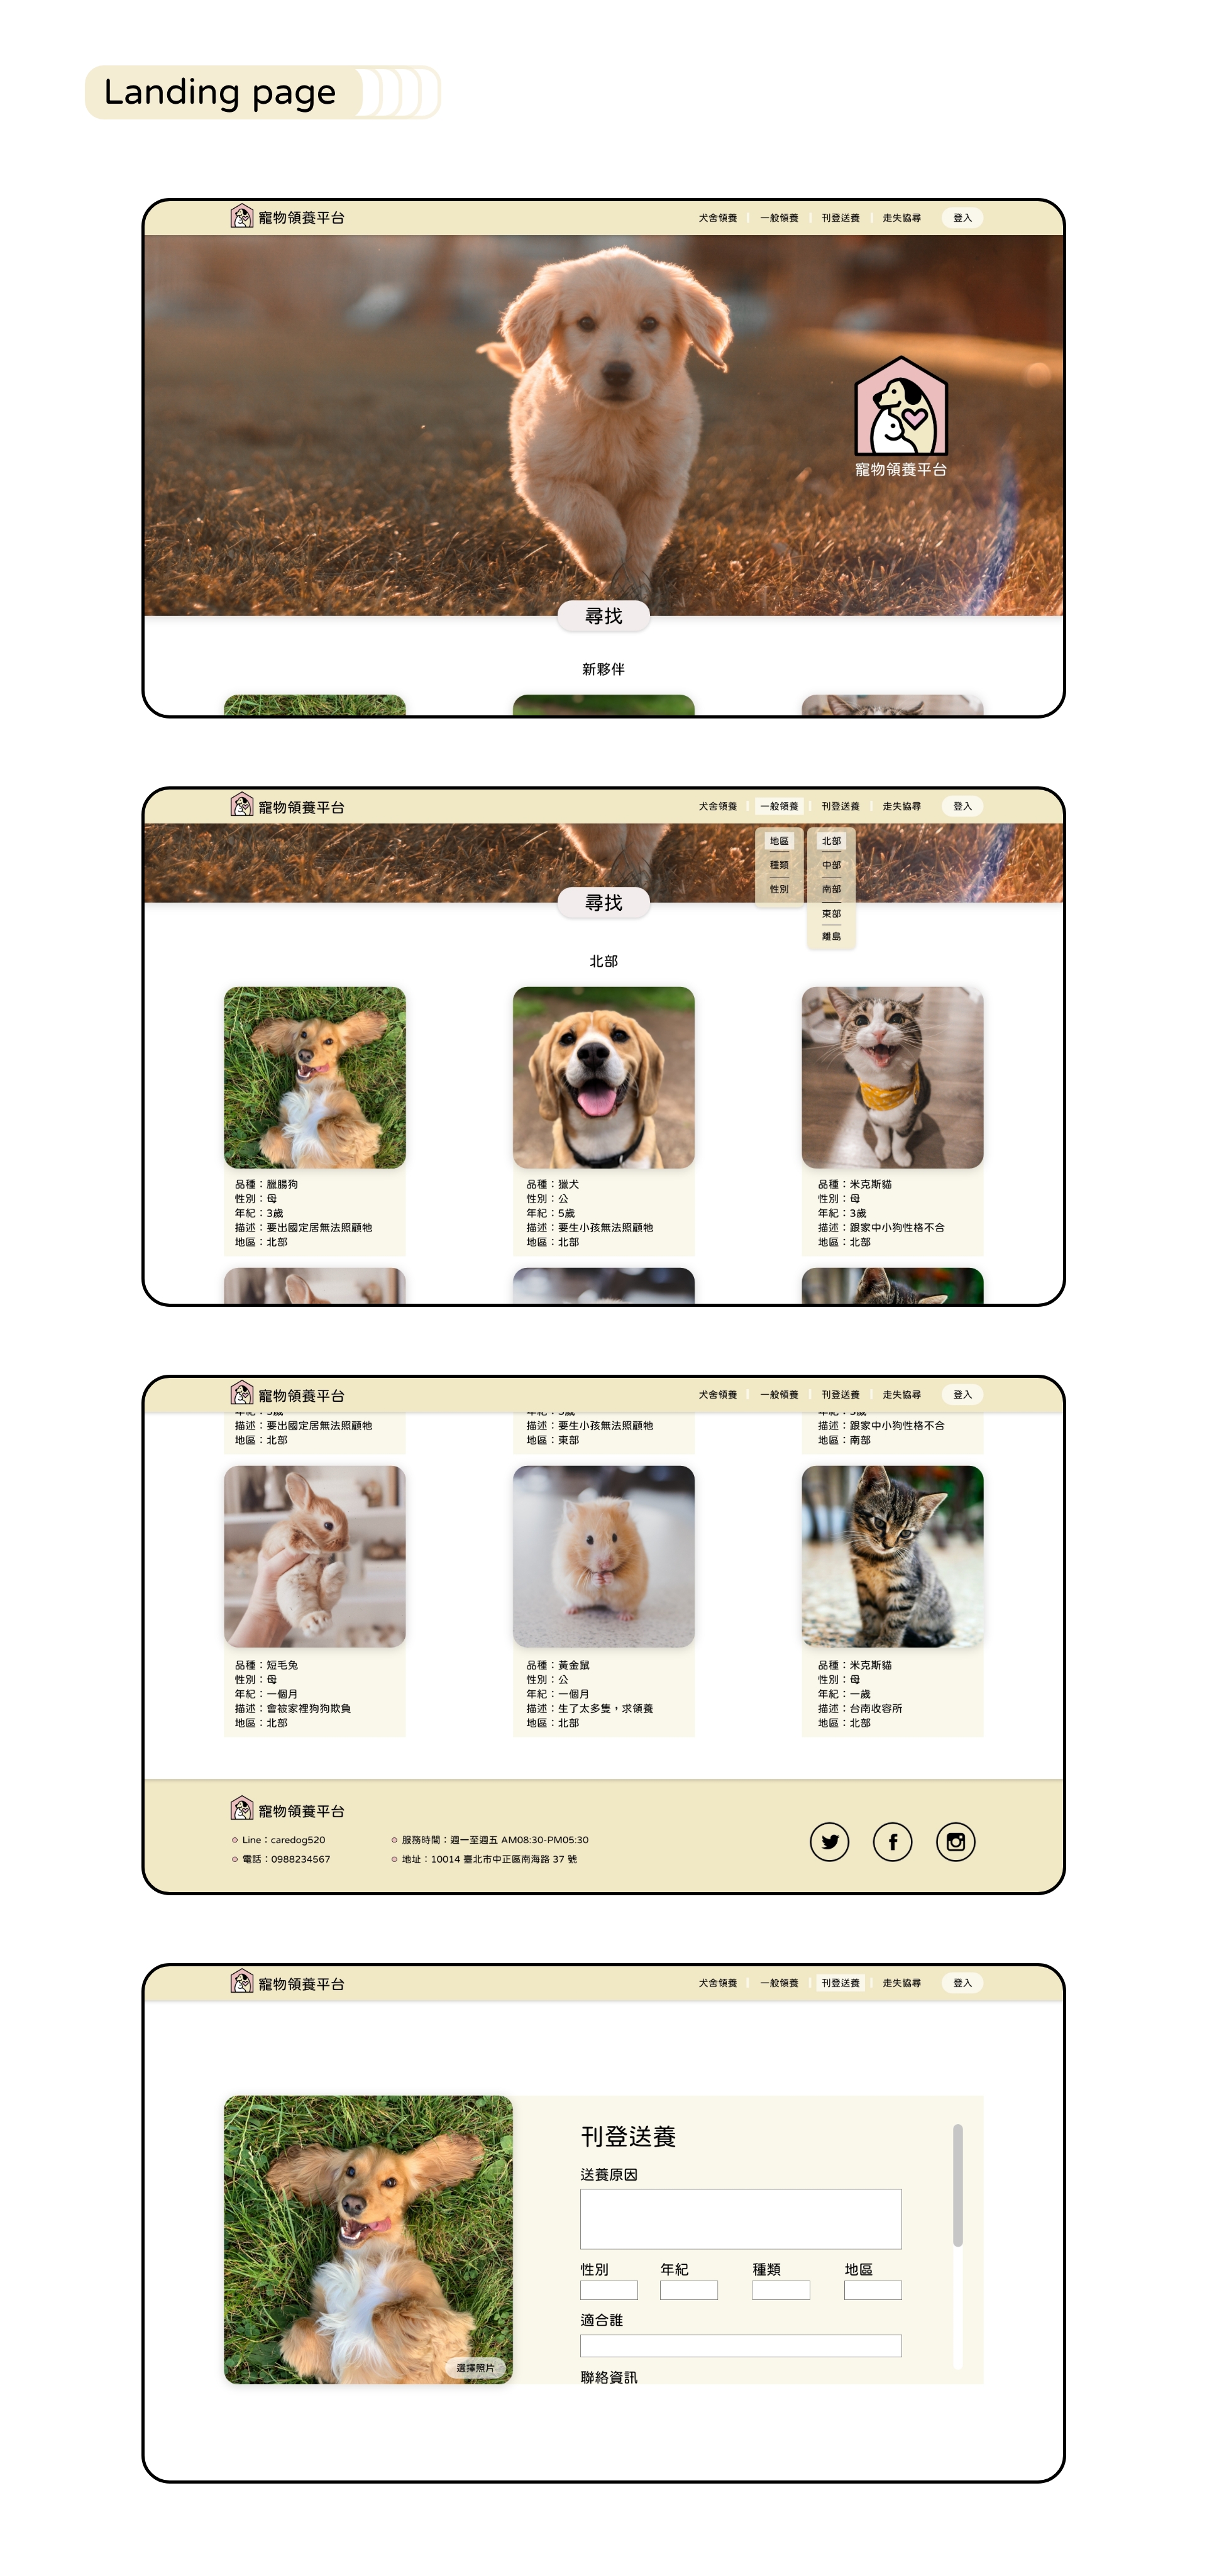 Landing page
寵物領養平台
犬舍領養 一般領養 刊登送養 走失協尋 登入
寵物領養平台
尋找
新夥伴
寵物領養平台
犬舍領養 一般領養 刊登送養 走失協尋 登入
地區
種類
性別
北部
中部
南部
東部
離島
尋找
北部
品種：臘腸狗
性別：母
年紀：3歲
描述：要出國定居無法照顧牠
地區：北部
品種：獵犬
性別：公
年紀：5歲
描述：要生小孩無法照顧牠
地區：北部
品種：米克斯貓
性別：母
年紀：3歲
描述：跟家中小狗性格不合
地區：北部
寵物領養平台
犬舍領養 一般領養 刊登送養 走失協尋 登入
年紀：3歲
描述：要出國定居無法照顧牠
地區：北部
年紀：5歲
描述：要生小孩無法照顧牠
地區：東部
年紀：3歲
描述：跟家中小狗性格不合
地區：南部
品種：短毛兔
性別：母
年紀：一個月
描述：會被家裡狗狗欺負
地區：北部
品種：黃金鼠
性別：公
年紀：一個月
描述：生了太多隻，求領養
地區：北部
品種：米克斯貓
性別：母
年紀：一歲
描述：台南收容所
地區：北部
寵物領養平台
Line：caredog520
電話：0988234567
服務時間：週一至週五 AM08:30-PM05:30
地址：10014 臺北市中正區南海路 37 號
寵物領養平台
犬舍領養 一般領養 刊登送養 走失協尋 登入
選擇照片
刊登送養
送養原因
性別 年紀 種類 地區
適合誰
聯絡資訊